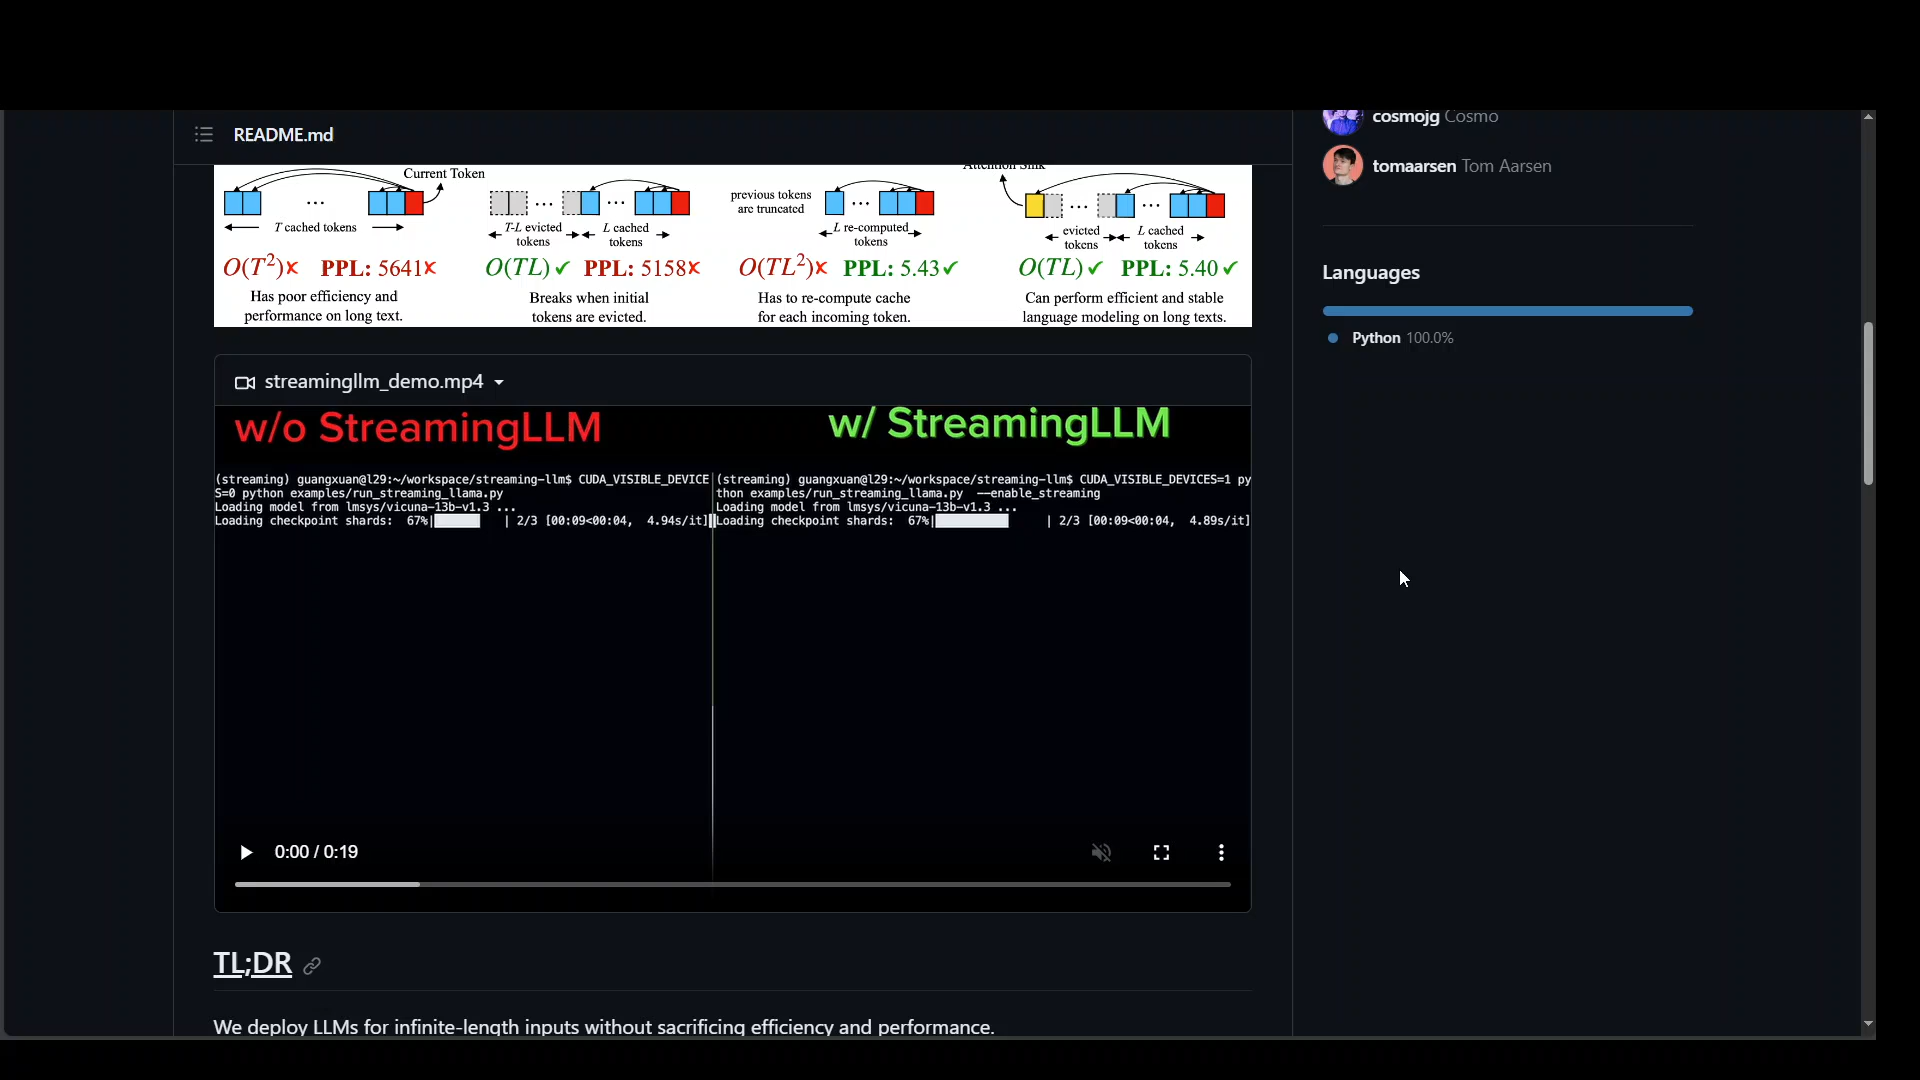 README.md
Current Token
T cached tokens
O(T²)✗ PPL: 5641✗
Has poor efficiency and
performance on long text.
T-L evicted
tokens
L cached
tokens
O(TL)✓ PPL: 5158✗
Breaks when initial
tokens are evicted.
previous tokens
are truncated
L re-computed
tokens
O(TL²)✗ PPL: 5.43✓
Has to re-compute cache
for each incoming token.
Attention Sink
evicted
tokens
L cached
tokens
O(TL)✓ PPL: 5.40✓
Can perform efficient and stable
language modeling on long texts.
streamingllm_demo.mp4
w/o StreamingLLM
(streaming) guangxuan@l29:~/workspace/streaming-llm$ CUDA_VISIBLE_DEVICE
S=0 python examples/run_streaming_llama.py
Loading model from lmsys/vicuna-13b-v1.3 ...
Loading checkpoint shards: 67%| | 2/3 [00:09<00:04, 4.94s/it]
w/ StreamingLLM
(streaming) guangxuan@l29:~/workspace/streaming-llm$ CUDA_VISIBLE_DEVICES=1 py
thon examples/run_streaming_llama.py --enable_streaming
Loading model from lmsys/vicuna-13b-v1.3 ...
Loading checkpoint shards: 67%| | 2/3 [00:09<00:04, 4.89s/it]
0:00 / 0:19
TL;DR
We deploy LLMs for infinite-length inputs without sacrificing efficiency and performance.
cosmojg Cosmo
tomaarsen Tom Aarsen
Languages
Python 100.0%